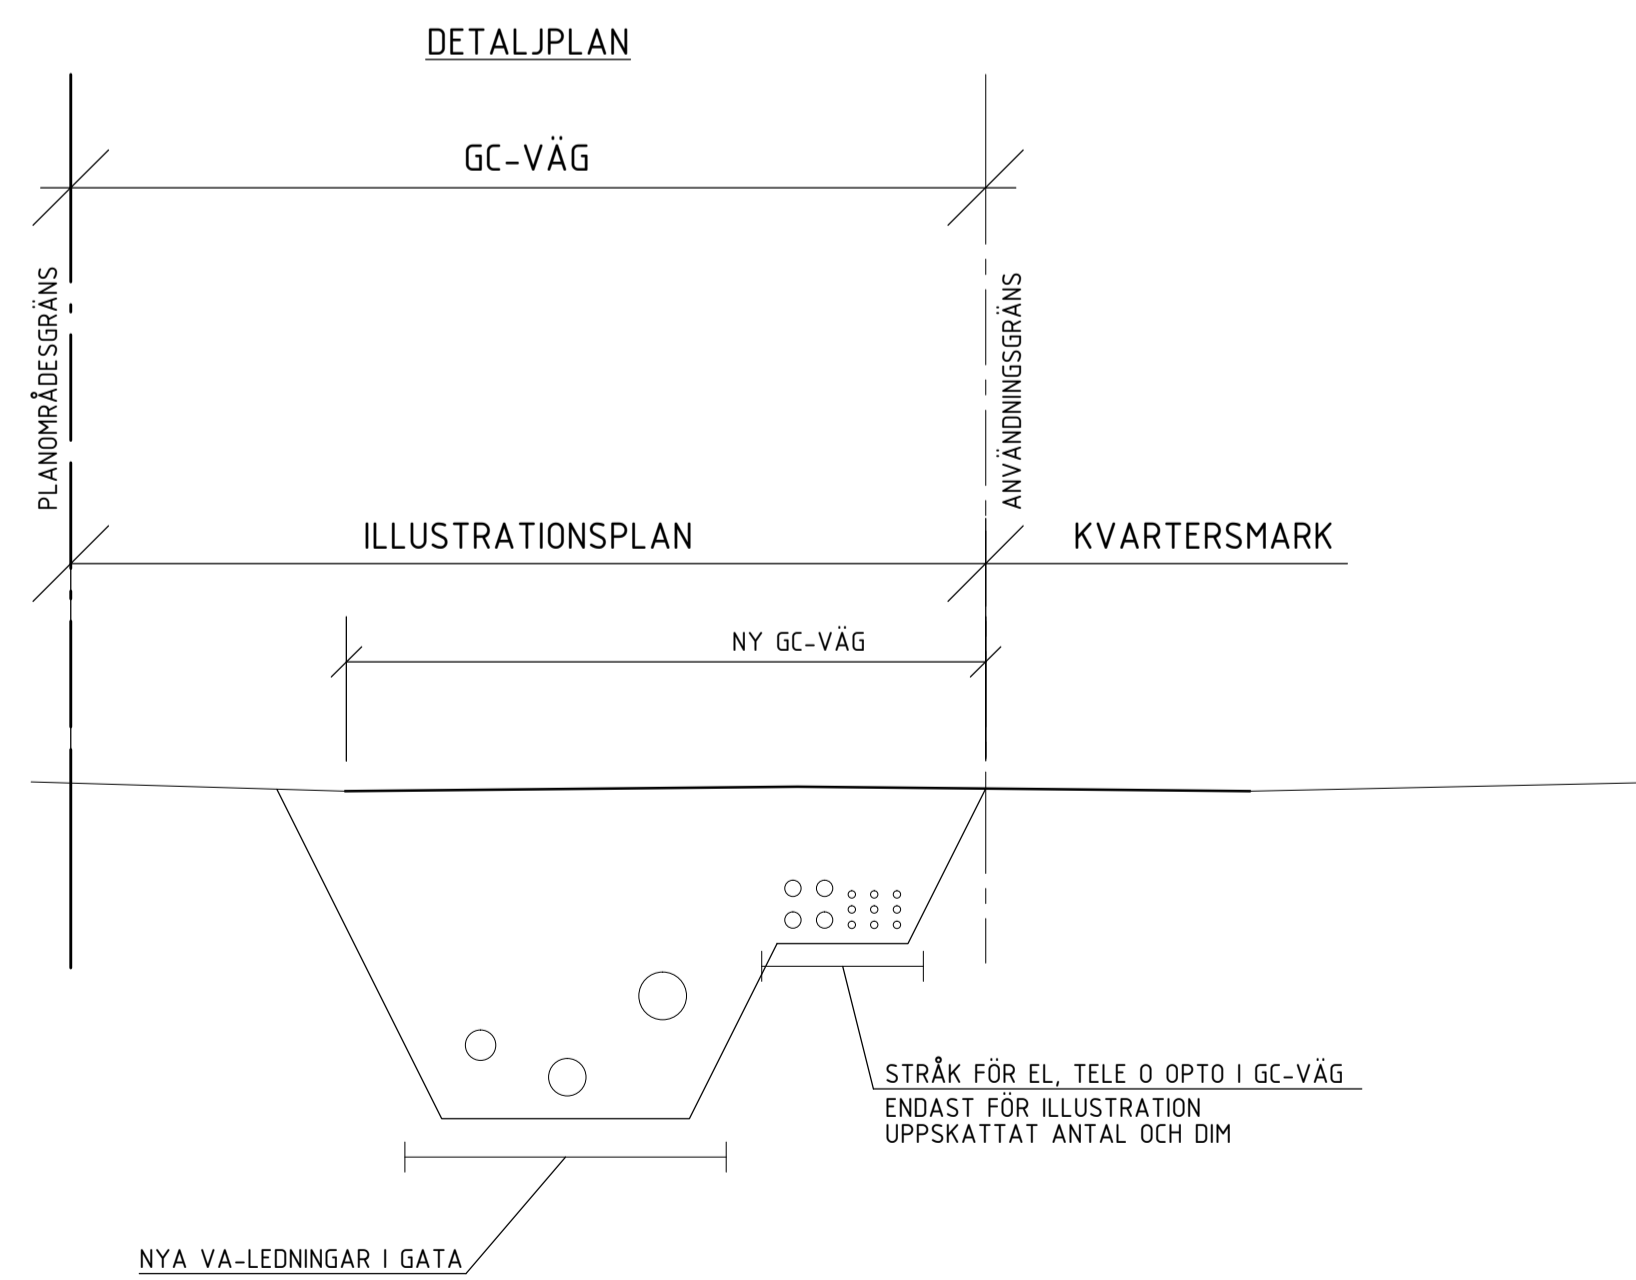 DETALJPLAN
GC-VÄG
PLANOMRÅDESGRÄNS
ANVÄNDNINGSGRÄNS
ILLUSTRATIONSPLAN
KVARTERSMARK
NY GC-VÄG
STRÅK FÖR EL, TELE O OPTO I GC-VÄG
ENDAST FÖR ILLUSTRATION
UPPSKATTAT ANTAL OCH DIM
NYA VA-LEDNINGAR I GATA